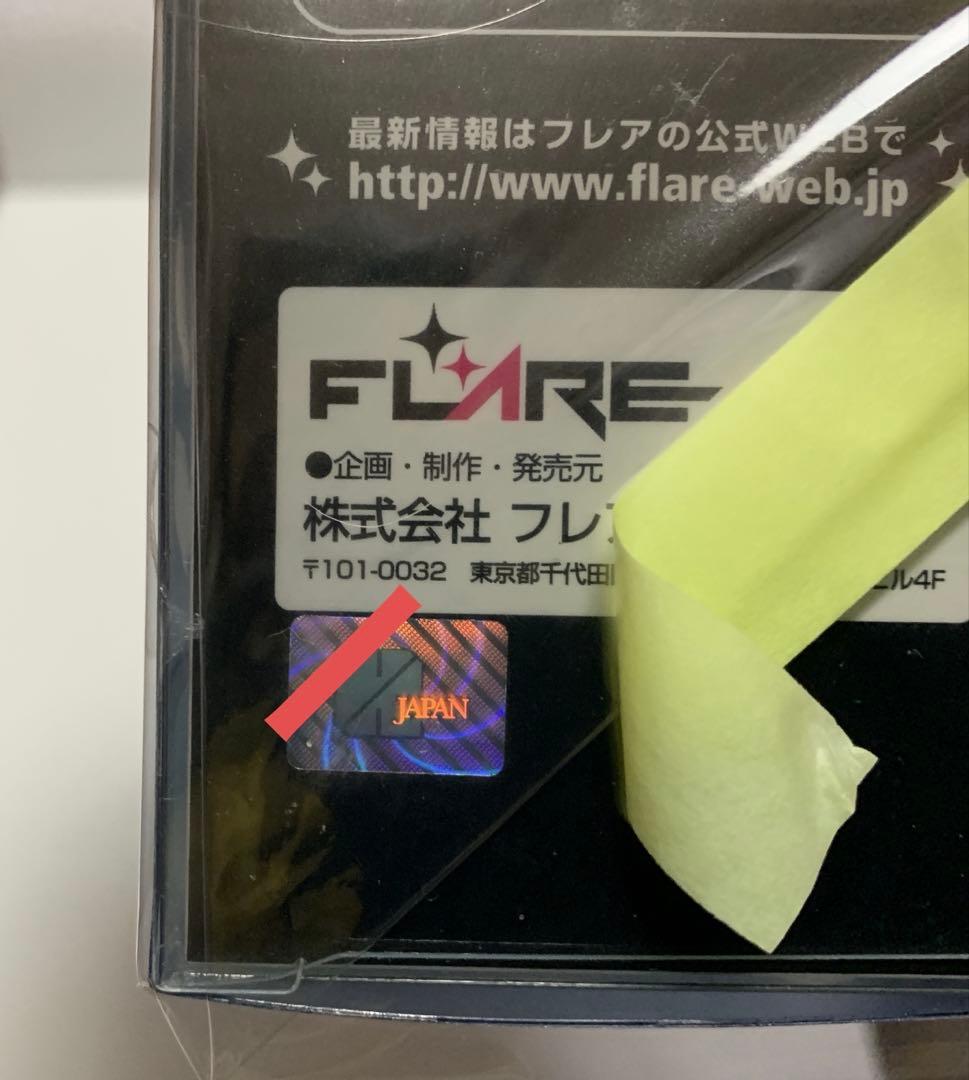 最新情報はフレアの公式WEBで
http://www.flare-web.jp
FLARE
●企画・制作・発売元
株式会社 フレ
〒101-0032 東京都千代田 ル4F
JAPAN